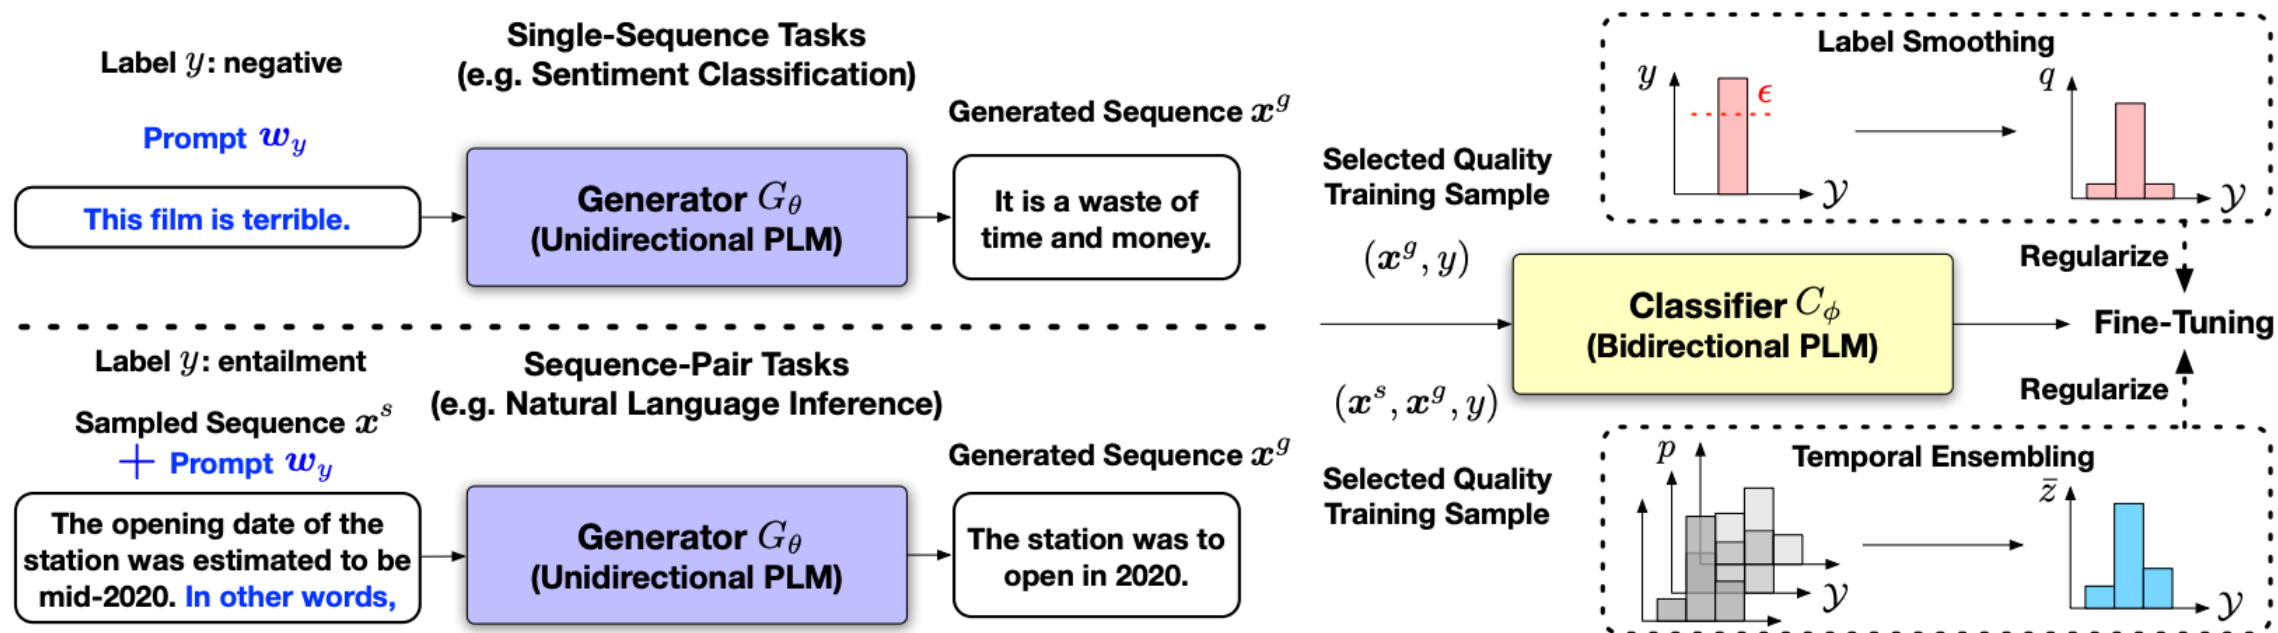 Label y: negative
Single-Sequence Tasks
(e.g. Sentiment Classification)
Prompt w_y
This film is terrible.
Generator G_θ
(Unidirectional PLM)
Generated Sequence x^g
It is a waste of
time and money.
Label y: entailment
Sequence-Pair Tasks
(e.g. Natural Language Inference)
Sampled Sequence x^s
+ Prompt w_y
The opening date of the
station was estimated to be
mid-2020. In other words,
Generator G_θ
(Unidirectional PLM)
Generated Sequence x^g
The station was to
open in 2020.
Selected Quality
Training Sample
(x^g, y)
(x^s, x^g, y)
Selected Quality
Training Sample
Classifier C_ϕ
(Bidirectional PLM)
Label Smoothing
y
ϵ
𝒴
q
𝒴
Regularize
Fine-Tuning
Regularize
Temporal Ensembling
p
𝒴
z̄
𝒴